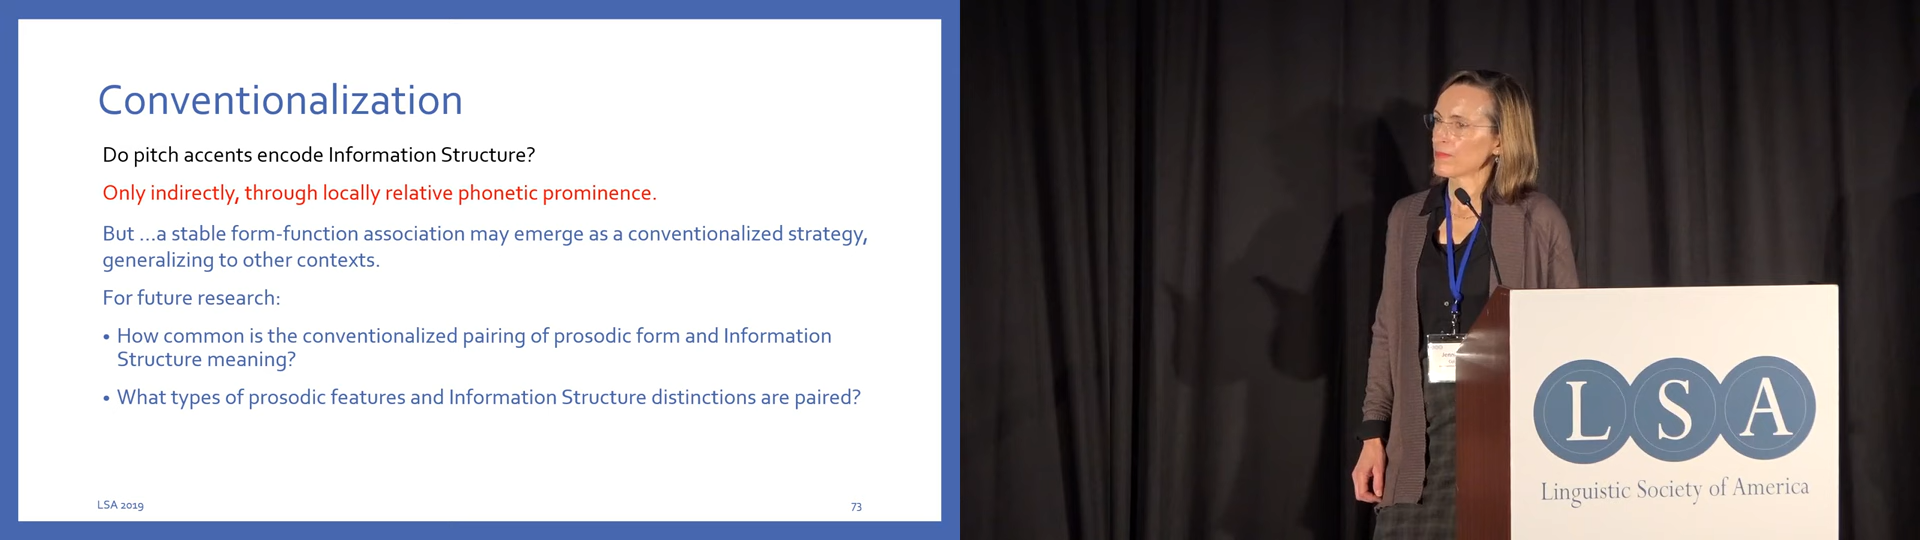 Conventionalization
Do pitch accents encode Information Structure?
Only indirectly, through locally relative phonetic prominence.
But ...a stable form-function association may emerge as a conventionalized strategy,
generalizing to other contexts.
For future research:
• How common is the conventionalized pairing of prosodic form and Information
Structure meaning?
• What types of prosodic features and Information Structure distinctions are paired?
LSA 2019
73
LSA
Linguistic Society of America